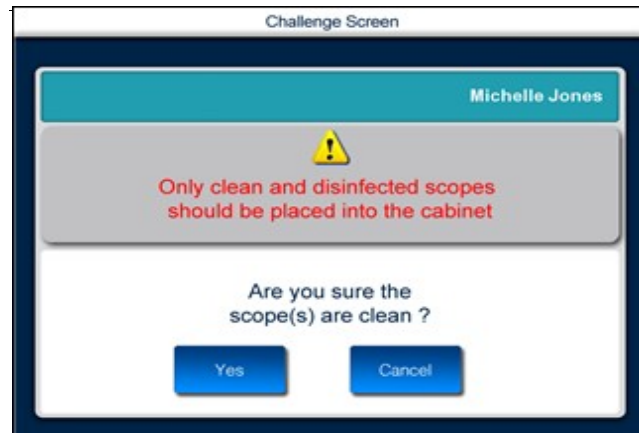 Challenge Screen
Michelle Jones
Only clean and disinfected scopes
should be placed into the cabinet
Are you sure the
scope(s) are clean ?
Yes
Cancel